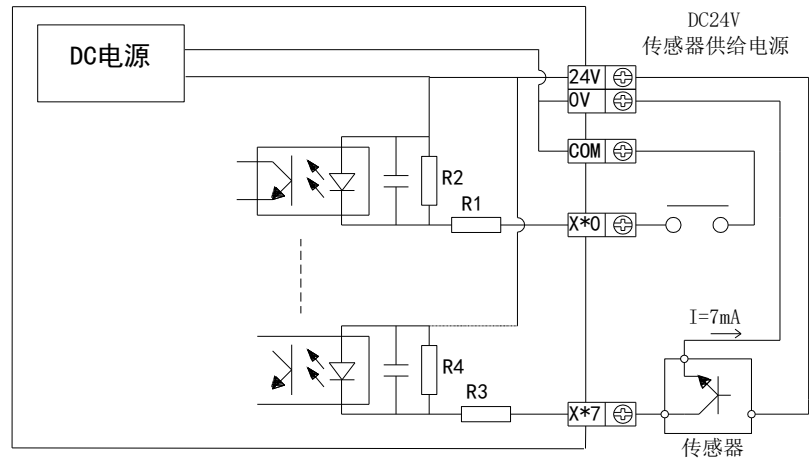 DC24V
传感器供给电源
DC电源
24V
0V
COM
R2
R1
X*0
I=7mA
R4
R3
X*7
传感器